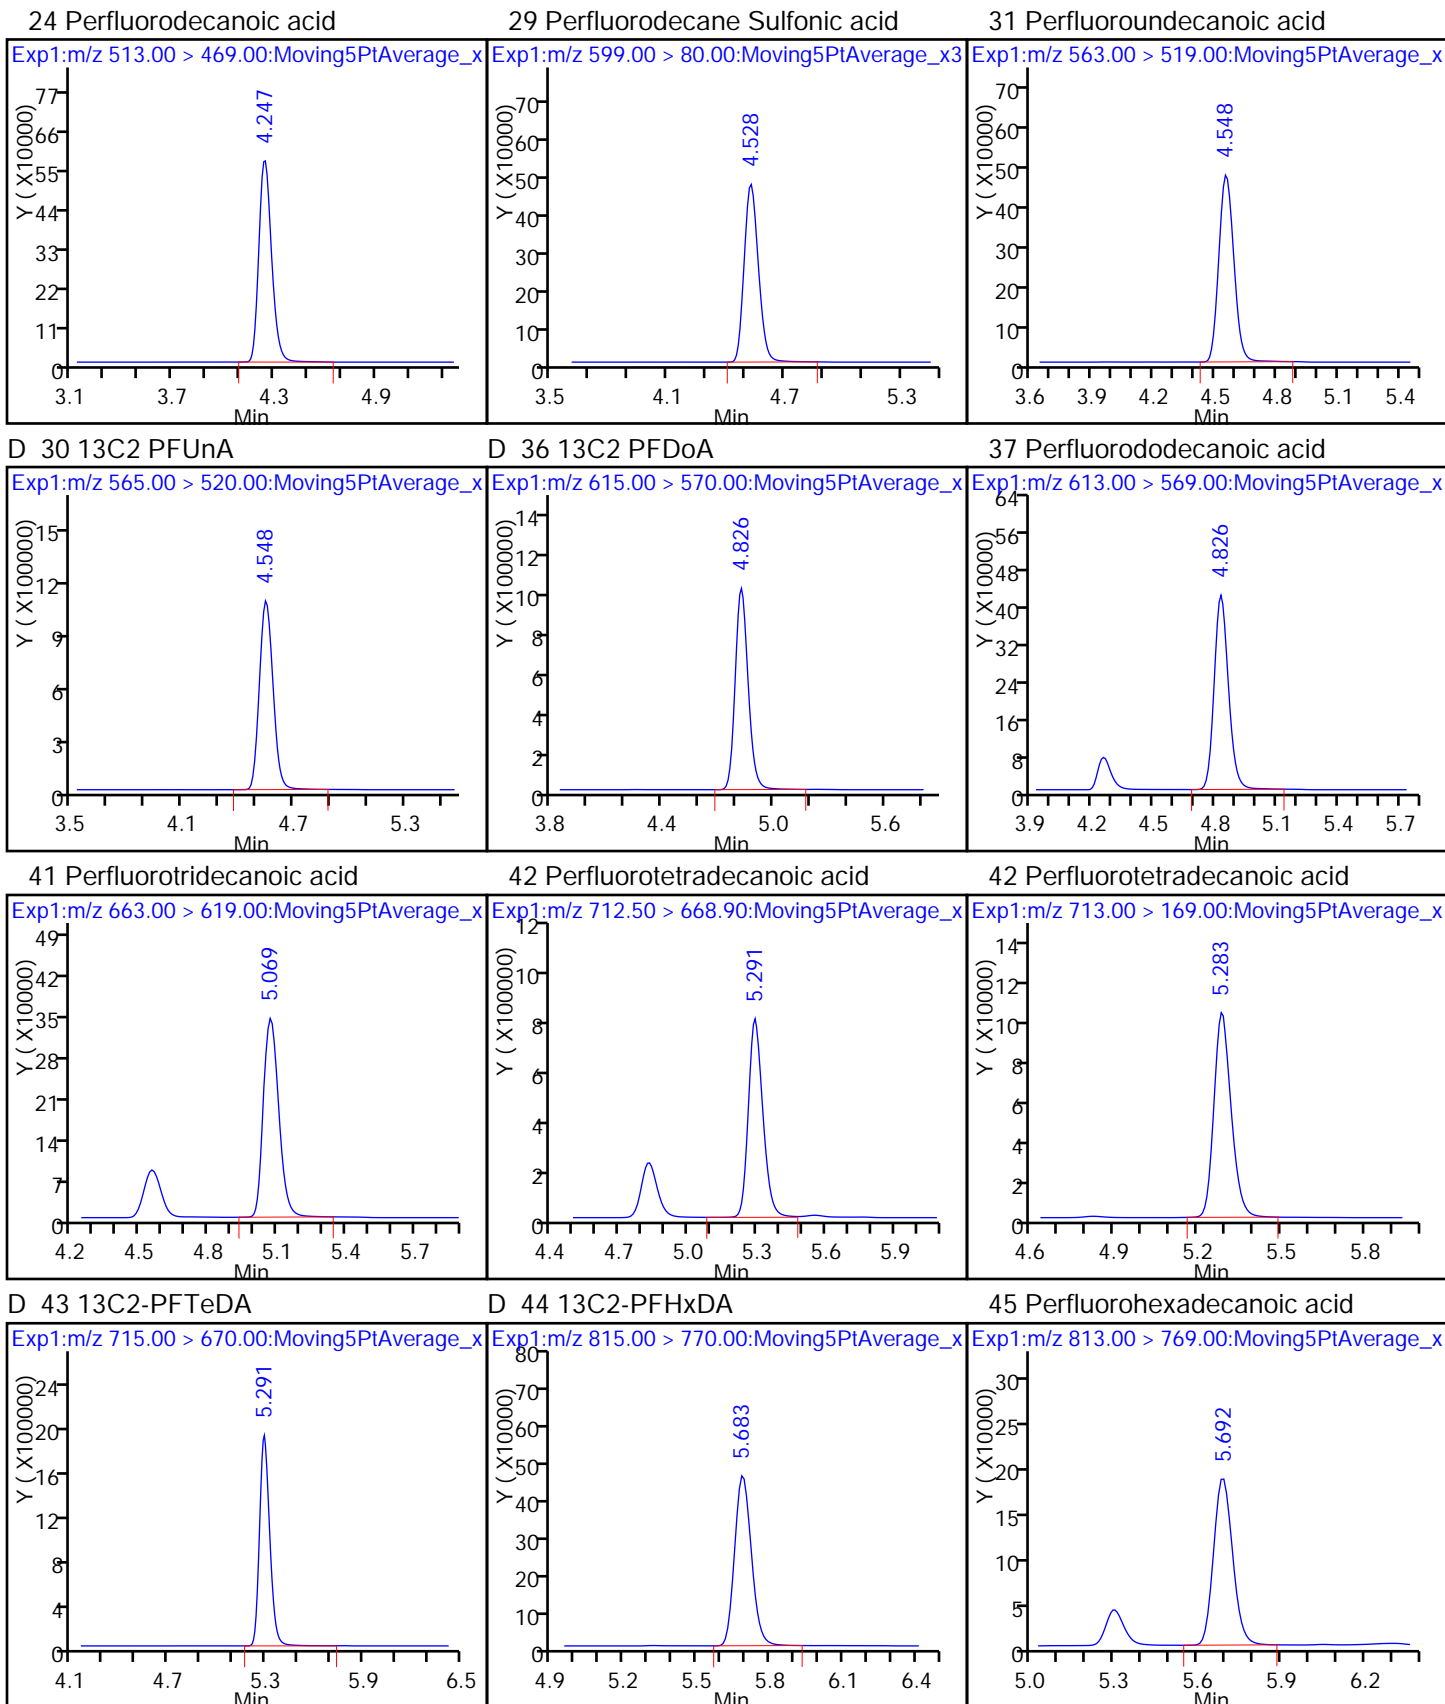 24 Perfluorodecanoic acid
Exp1:m/z 513.00 > 469.00:Moving5PtAverage_x
Y ( X10000)
77
66
55
44
33
22
11
0
4.247
3.1 3.7 4.3 4.9
Min
29 Perfluorodecane Sulfonic acid
Exp1:m/z 599.00 > 80.00:Moving5PtAverage_x3
Y ( X10000)
70
60
50
40
30
20
10
0
4.528
3.5 4.1 4.7 5.3
Min
31 Perfluoroundecanoic acid
Exp1:m/z 563.00 > 519.00:Moving5PtAverage_x
Y ( X10000)
70
60
50
40
30
20
10
0
4.548
3.6 3.9 4.2 4.5 4.8 5.1 5.4
Min
D 30 13C2 PFUnA
Exp1:m/z 565.00 > 520.00:Moving5PtAverage_x
Y ( X100000)
15
12
9
6
3
0
4.548
3.5 4.1 4.7 5.3
Min
D 36 13C2 PFDoA
Exp1:m/z 615.00 > 570.00:Moving5PtAverage_x
Y ( X100000)
14
12
10
8
6
4
2
0
4.826
3.8 4.4 5.0 5.6
Min
37 Perfluorododecanoic acid
Exp1:m/z 613.00 > 569.00:Moving5PtAverage_x
Y ( X10000)
64
56
48
40
32
24
16
8
0
4.826
3.9 4.2 4.5 4.8 5.1 5.4 5.7
Min
41 Perfluorotridecanoic acid
Exp1:m/z 663.00 > 619.00:Moving5PtAverage_x
Y ( X10000)
49
42
35
28
21
14
7
0
5.069
4.2 4.5 4.8 5.1 5.4 5.7
Min
42 Perfluorotetradecanoic acid
Exp1:m/z 712.50 > 668.90:Moving5PtAverage_x
Y ( X100000)
12
10
8
6
4
2
0
5.291
4.4 4.7 5.0 5.3 5.6 5.9
Min
42 Perfluorotetradecanoic acid
Exp1:m/z 713.00 > 169.00:Moving5PtAverage_x
Y ( X10000)
14
12
10
8
6
4
2
0
5.283
4.6 4.9 5.2 5.5 5.8
Min
D 43 13C2-PFTeDA
Exp1:m/z 715.00 > 670.00:Moving5PtAverage_x
Y ( X100000)
24
20
16
12
8
4
0
5.291
4.1 4.7 5.3 5.9 6.5
Min
D 44 13C2-PFHxDA
Exp1:m/z 815.00 > 770.00:Moving5PtAverage_x
Y ( X10000)
80
70
60
50
40
30
20
10
0
5.683
4.9 5.2 5.5 5.8 6.1 6.4
Min
45 Perfluorohexadecanoic acid
Exp1:m/z 813.00 > 769.00:Moving5PtAverage_x
Y ( X10000)
30
25
20
15
10
5
0
5.692
5.0 5.3 5.6 5.9 6.2
Min